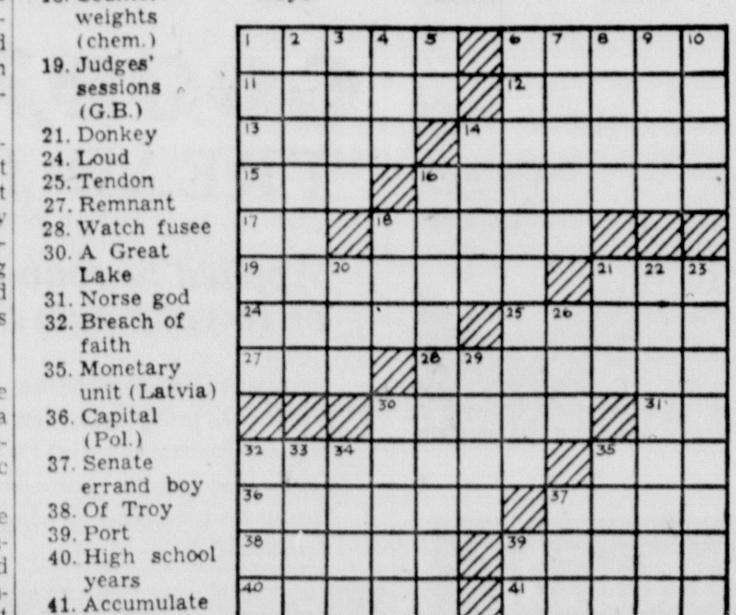 weights
(chem.)
19. Judges'
sessions
(G.B.)
21. Donkey
24. Loud
25. Tendon
27. Remnant
28. Watch fusee
30. A Great
Lake
31. Norse god
32. Breach of
faith
35. Monetary
unit (Latvia)
36. Capital
(Pol.)
37. Senate
errand boy
38. Of Troy
39. Port
40. High school
years
41. Accumulate
1 2 3 4 5 6 7 8 9 10
11 12
13 14
15 16
17 18
19 20 21 22 23
24 25 26
27 28 29
30 31
32 33 34 35
36 37
38 39
40 41